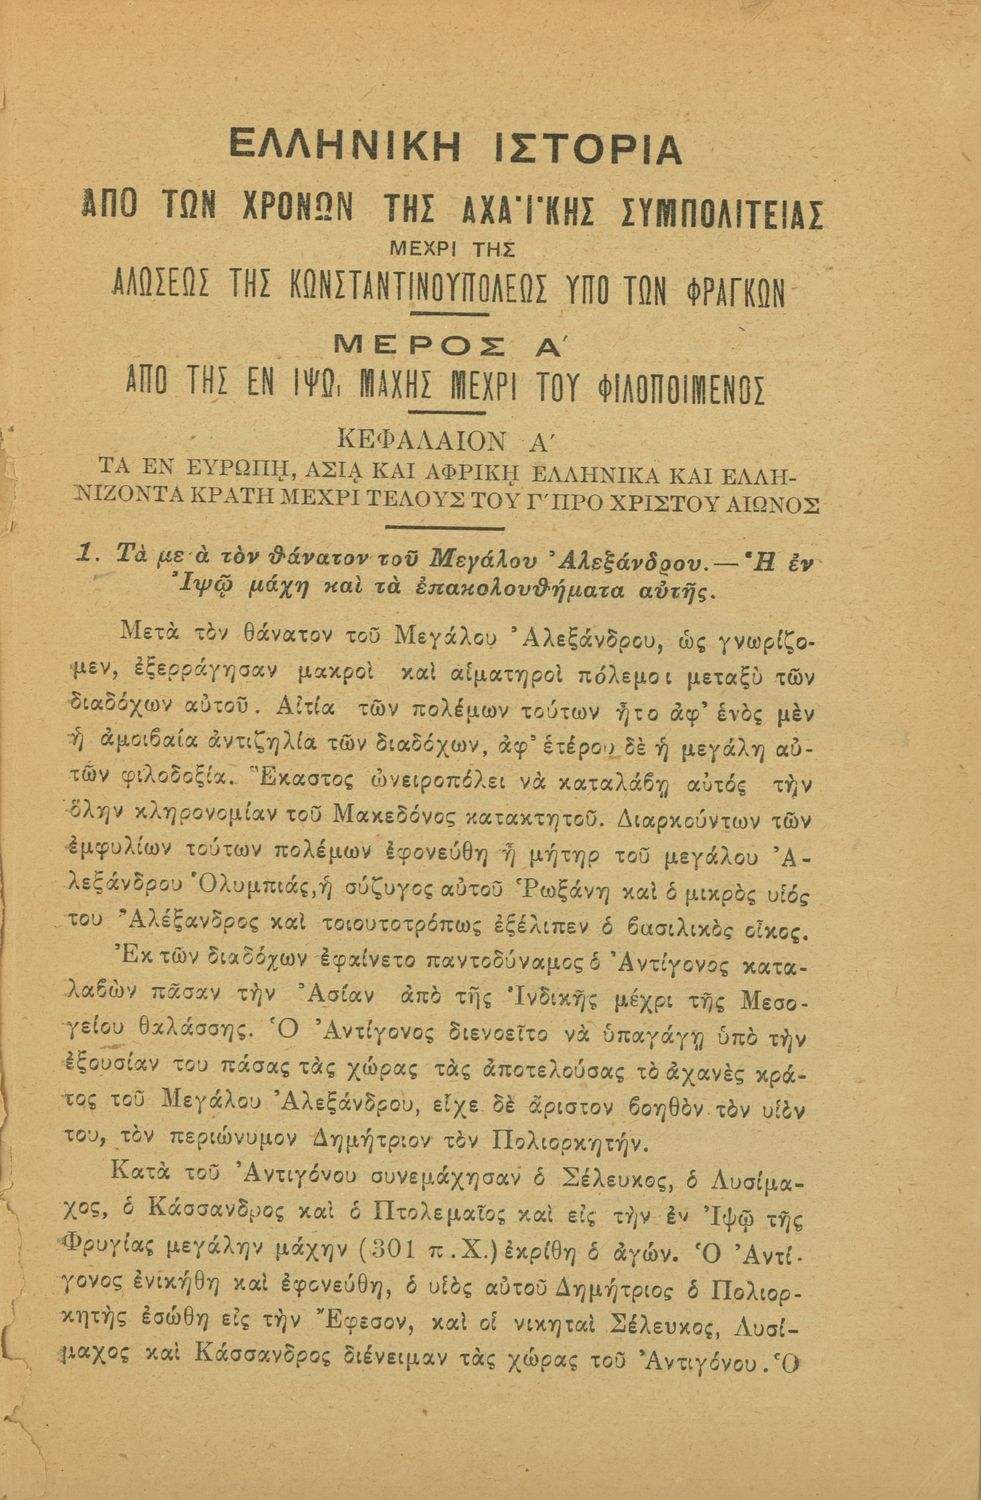 ΕΛΛΗΝΙΚΗ ΙΣΤΟΡΙΑ
ΑΠΟ ΤΩΝ ΧΡΟΝΩΝ ΤΗΣ ΑΧΑΪΚΗΣ ΣΥΜΠΟΛΙΤΕΙΑΣ
ΜΕΧΡΙ ΤΗΣ
ΑΛΩΣΕΩΣ ΤΗΣ ΚΩΝΣΤΑΝΤΙΝΟΥΠΟΛΕΩΣ ΥΠΟ ΤΩΝ ΦΡΑΓΚΩΝ
ΜΕΡΟΣ Α΄
ΑΠΟ ΤΗΣ ΕΝ ΙΨΩι ΜΑΧΗΣ ΜΕΧΡΙ ΤΟΥ ΦΙΛΟΠΟΙΜΕΝΟΣ
ΚΕΦΑΛΑΙΟΝ Α΄
ΤΑ ΕΝ ΕΥΡΩΠῌ, ΑΣΙᾼ ΚΑΙ ΑΦΡΙΚῌ ΕΛΛΗΝΙΚΑ ΚΑΙ ΕΛΛΗ-
ΝΙΖΟΝΤΑ ΚΡΑΤΗ ΜΕΧΡΙ ΤΕΛΟΥΣ ΤΟΥ Γ΄ ΠΡΟ ΧΡΙΣΤΟΥ ΑΙΩΝΟΣ
1. Τὰ με ὰ τὸν θάνατον τοῦ Μεγάλου Ἀλεξάνδρου.— Ἡ ἐν
Ἰψῷ μάχη καὶ τὰ ἐπακολουθήματα αὐτῆς.
Μετὰ τὸν θάνατον τοῦ Μεγάλου Ἀλεξάνδρου, ὡς γνωρίζο-
μεν, ἐξερράγησαν μακροὶ καὶ αἱματηροὶ πόλεμοι μεταξὺ τῶν
διαδόχων αὐτοῦ. Αἰτία τῶν πολέμων τούτων ἦτο ἀφ' ἑνὸς μὲν
ἡ ἀμοιβαία ἀντιζηλία τῶν διαδόχων, ἀφ' ἑτέρου δὲ ἡ μεγάλη αὐ-
τῶν φιλοδοξία. Ἕκαστος ὠνειροπόλει νὰ καταλάβῃ αὐτός τὴν
ὅλην κληρονομίαν τοῦ Μακεδόνος κατακτητοῦ. Διαρκούντων τῶν
ἐμφυλίων τούτων πολέμων ἐφονεύθη ἡ μήτηρ τοῦ μεγάλου Ἀ-
λεξάνδρου Ὀλυμπιάς, ἡ σύζυγος αὐτοῦ Ῥωξάνη καὶ ὁ μικρὸς υἱός
του Ἀλέξανδρος καὶ τοιουτοτρόπως ἐξέλιπεν ὁ βασιλικὸς οἶκος.
Ἐκ τῶν διαδόχων ἐφαίνετο παντοδύναμος ὁ Ἀντίγονος κατα-
λαβὼν πᾶσαν τὴν Ἀσίαν ἀπὸ τῆς Ἰνδικῆς μέχρι τῆς Μεσο-
γείου θαλάσσης. Ὁ Ἀντίγονος διενοεῖτο νὰ ὑπαγάγῃ ὑπὸ τὴν
ἐξουσίαν του πάσας τὰς χώρας τὰς ἀποτελούσας τὸ ἀχανὲς κρά-
τος τοῦ Μεγάλου Ἀλεξάνδρου, εἶχε δὲ ἄριστον βοηθὸν τὸν υἱὸν
του, τὸν περιώνυμον Δημήτριον τὸν Πολιορκητήν.
Κατὰ τοῦ Ἀντιγόνου συνεμάχησαν ὁ Σέλευκος, ὁ Λυσίμα-
χος, ὁ Κάσσανδρος καὶ ὁ Πτολεμαῖος καὶ εἰς τὴν ἐν Ἰψῷ τῆς
Φρυγίας μεγάλην μάχην (301 π.Χ.) ἐκρίθη ὁ ἀγών. Ὁ Ἀντί-
γονος ἐνικήθη καὶ ἐφονεύθη, ὁ υἱὸς αὐτοῦ Δημήτριος ὁ Πολιορ-
κητὴς ἐσώθη εἰς τὴν Ἔφεσον, καὶ οἱ νικηταὶ Σέλευκος, Λυσί-
μαχος καὶ Κάσσανδρος διένειμαν τὰς χώρας τοῦ Ἀντιγόνου. Ὁ